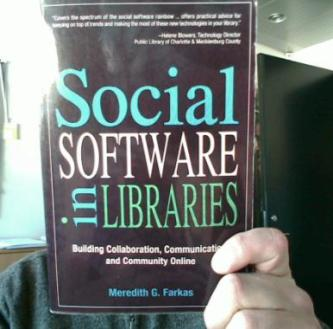 "Covers the spectrum of the social software rainbow ... offers practical advice for
keeping on top of trends and making the most of these new technologies in your library."
—Helene Blowers, Technology Director
Public Library of Charlotte & Mecklenburg County
Social
SOFTWARE
in LIBRARIES
Building Collaboration,
and Community Online
Meredith G. Farkas